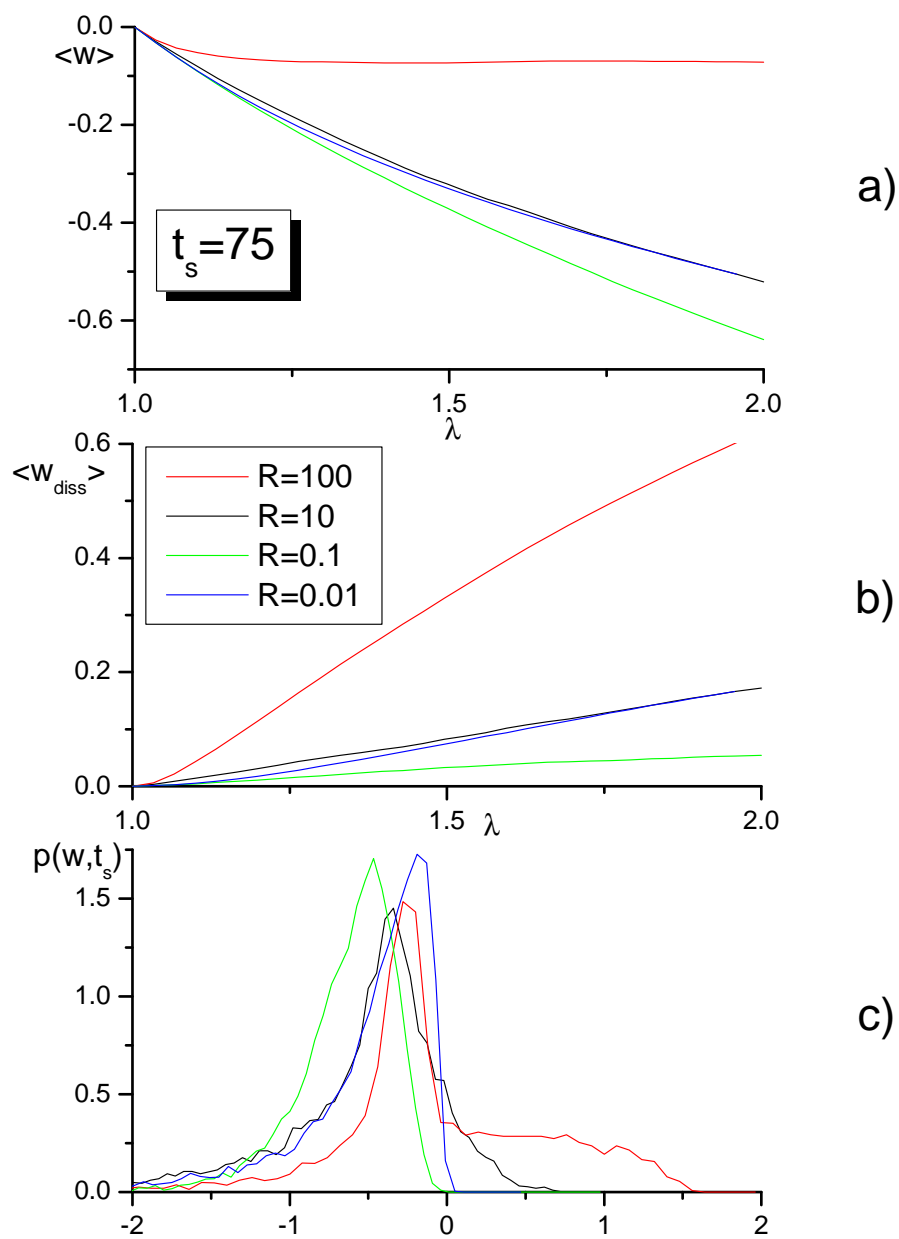 0.0
<w>
-0.2
-0.4
-0.6
t_s=75
a)
1.0 1.5 2.0
λ
0.6
<w_diss>
0.4
0.2
0.0
R=100
R=10
R=0.1
R=0.01
b)
1.0 1.5 2.0
λ
p(w,t_s)
1.5
1.0
0.5
0.0
c)
-2 -1 0 1 2